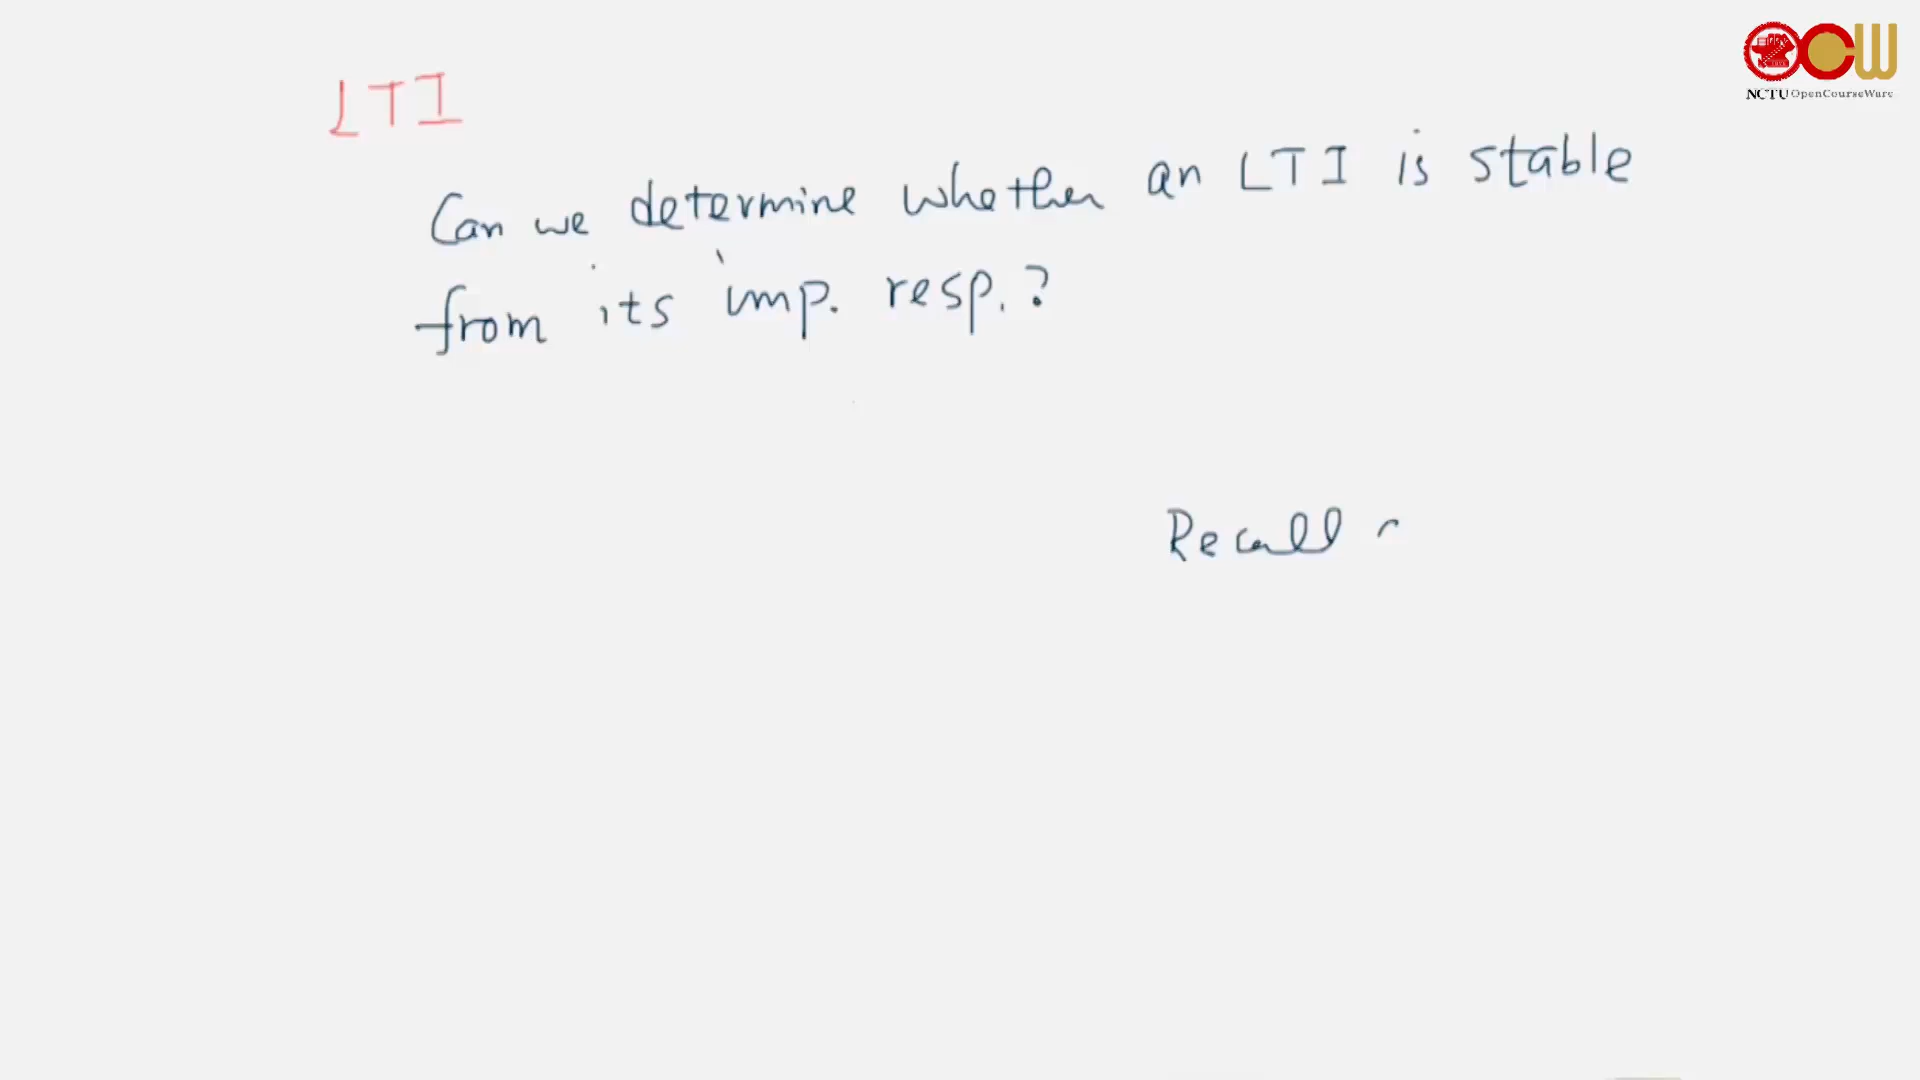 LTI
Can we determine whether an LTI is stable
from its imp. resp.?
Recall
NCTU OpenCourseWare